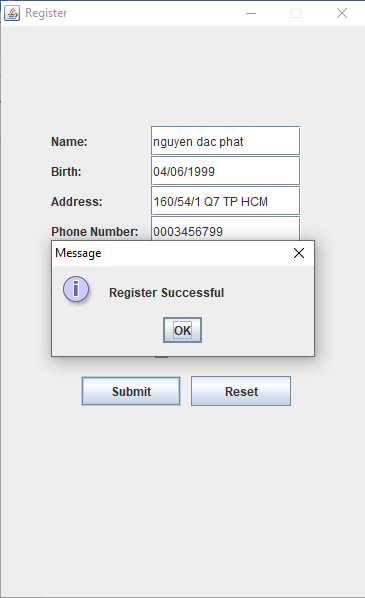 Register
Name: nguyen dac phat
Birth: 04/06/1999
Address: 160/54/1 Q7 TP HCM
Phone Number: 0003456799
Message
Register Successful
OK
Submit Reset